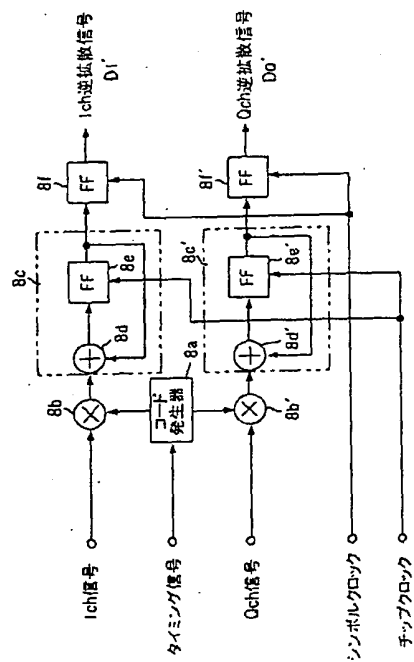 Ich信号
タイミング信号
Qch信号
シンボルクロック
チップクロック
8b
8c
8d
8e
FF
8f
FF
Ich逆拡散信号
DI'
コード
発生器
8a
8b'
8c'
8d'
8e'
FF
8f'
FF
Qch逆拡散信号
DQ'